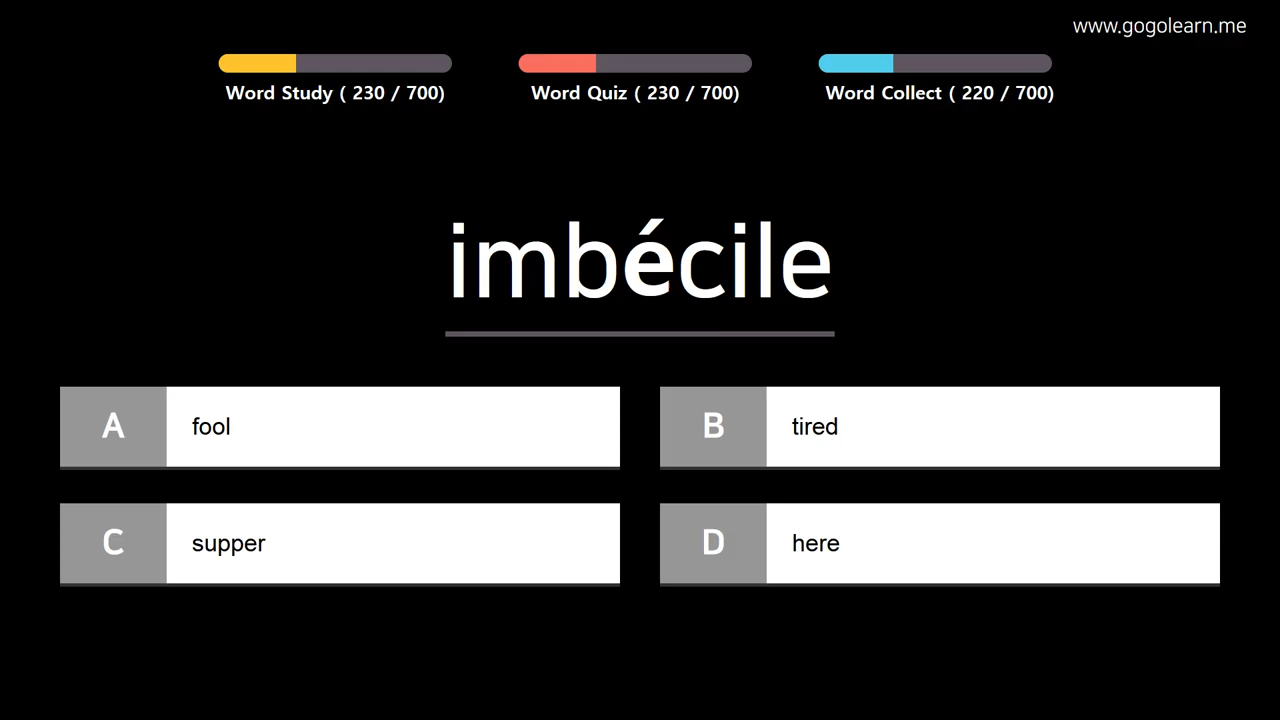 www.gogolearn.me
Word Study ( 230 / 700)
Word Quiz ( 230 / 700)
Word Collect ( 220 / 700)
imbécile
A fool
B tired
C supper
D here